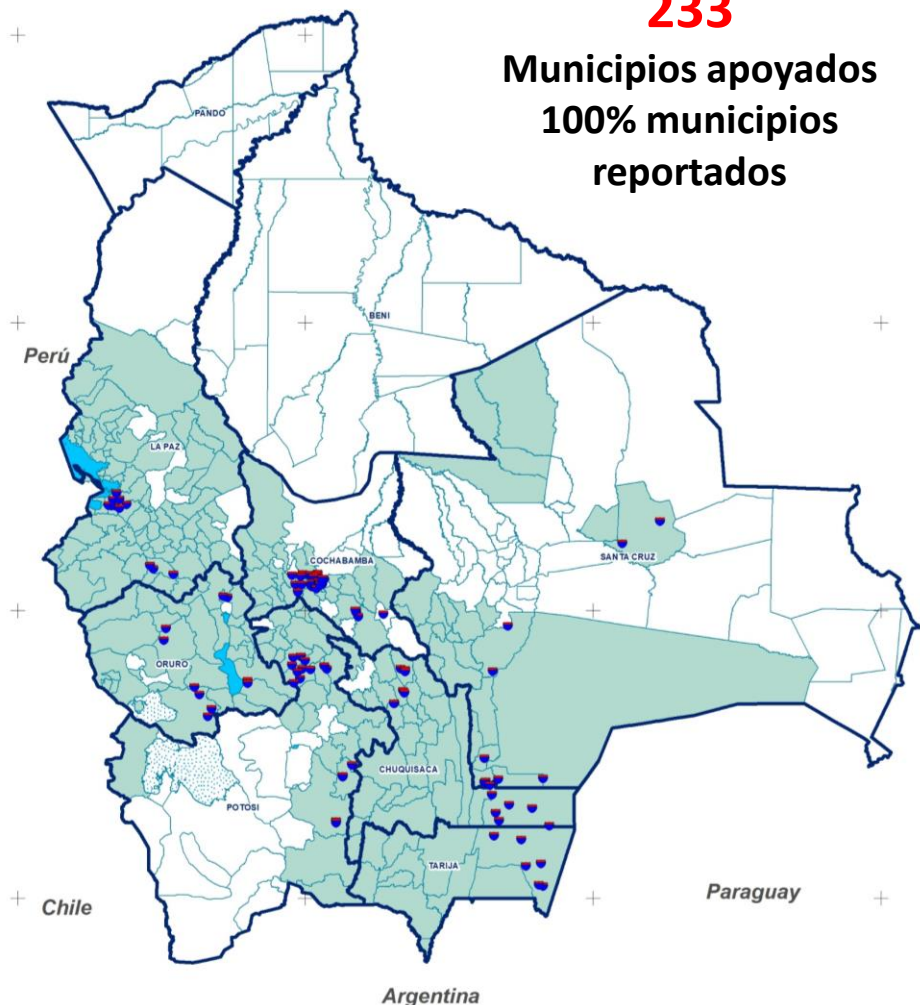 233
Municipios apoyados
100% municipios
reportados
PANDO
BENI
Perú
LA PAZ
SANTA CRUZ
COCHABAMBA
ORURO
CHUQUISACA
POTOSI
TARIJA
Paraguay
Chile
Argentina